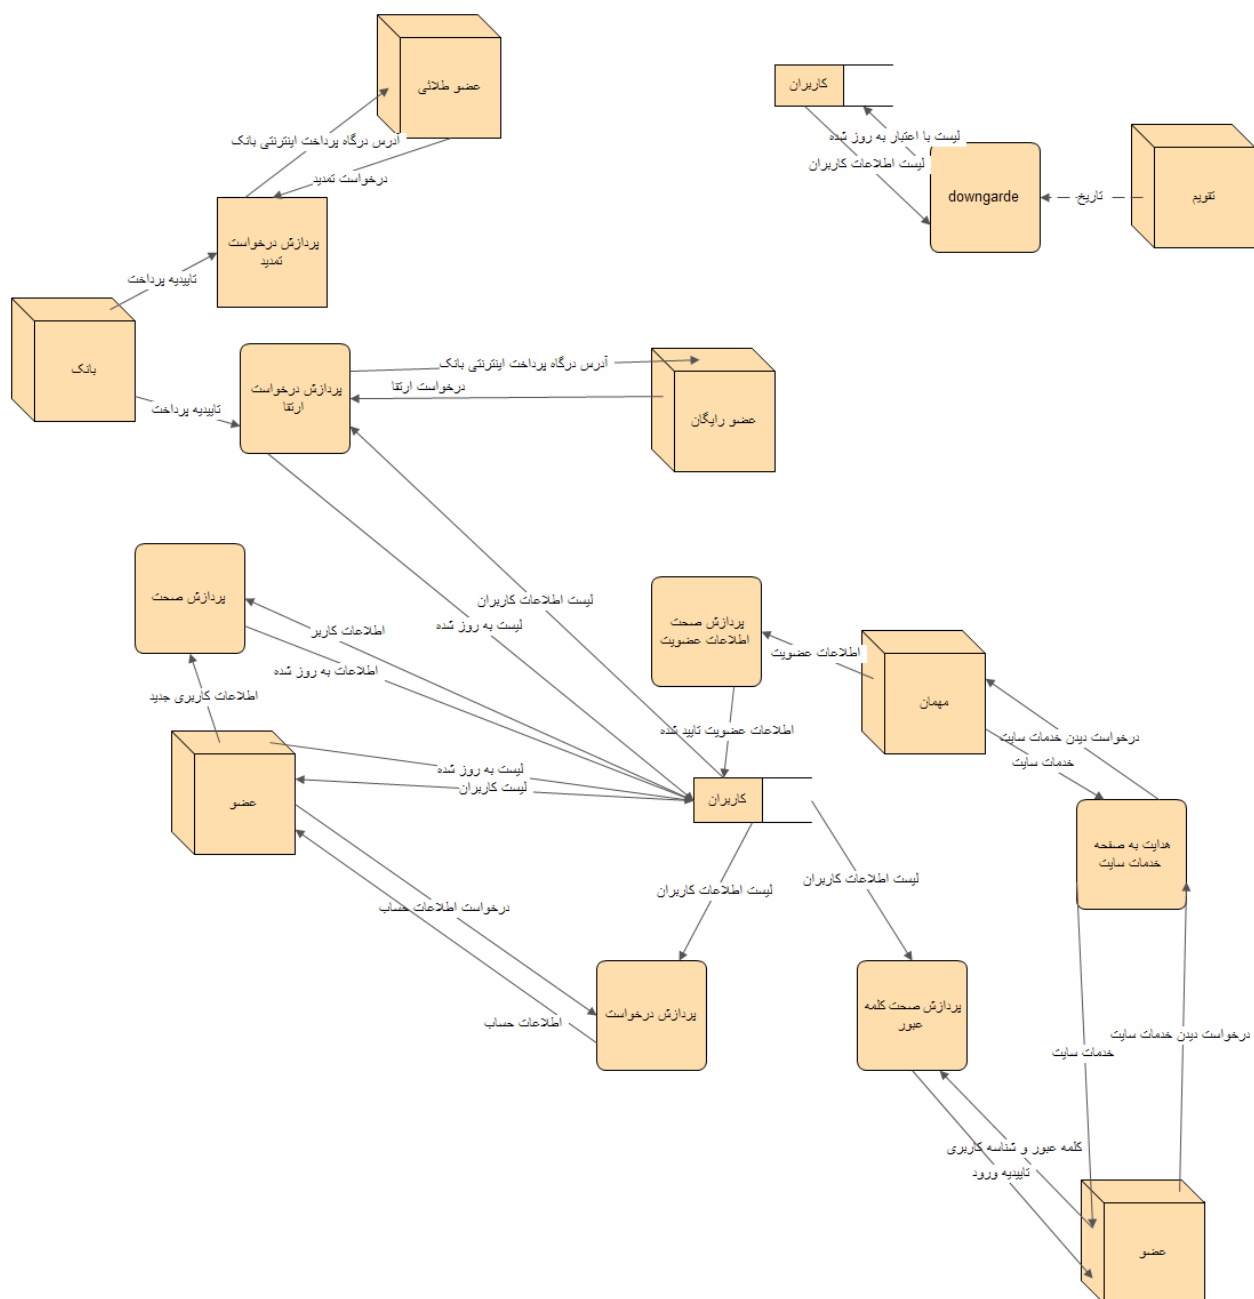 عضو طلائی
کاربران
آدرس درگاه پرداخت اینترنتی بانک
لیست با اعتبار به روز شده
لیست اطلاعات کاربران
درخواست تمدید
downgarde
تاریخ
تقویم
پردازش درخواست
تمدید
تاییدیه پرداخت
بانک
آدرس درگاه پرداخت اینترنتی بانک
درخواست ارتقا
پردازش درخواست
ارتقا
تاییدیه پرداخت
عضو رایگان
پردازش صحت
لیست اطلاعات کاربران
لیست به روز شده
اطلاعات کاربر
اطلاعات به روز شده
پردازش صحت
اطلاعات عضویت
اطلاعات عضویت
مهمان
اطلاعات کاربری جدید
اطلاعات عضویت تایید شده
درخواست دیدن خدمات سایت
خدمات سایت
لیست به روز شده
لیست کاربران
عضو
کاربران
هدایت به صفحه
خدمات سایت
لیست اطلاعات کاربران
لیست اطلاعات کاربران
درخواست اطلاعات حساب
اطلاعات حساب
پردازش درخواست
پردازش صحت کلمه
عبور
درخواست دیدن خدمات سایت
خدمات سایت
کلمه عبور و شناسه کاربری
تاییدیه ورود
عضو